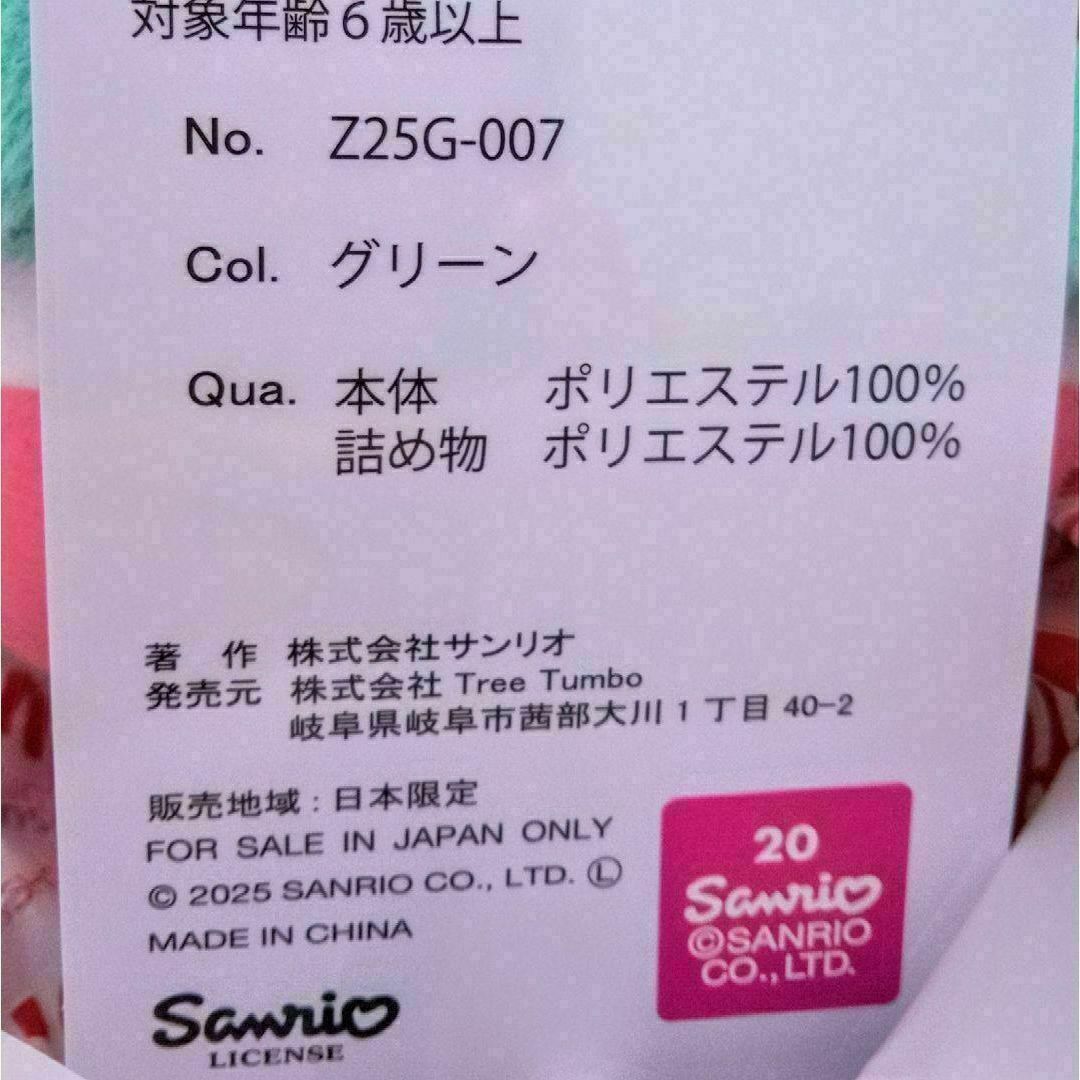 対象年齢6歳以上
No. Z25G-007
Col. グリーン
Qua. 本体 ポリエステル100%
詰め物 ポリエステル100%
著 作 株式会社サンリオ
発売元 株式会社 Tree Tumbo
岐阜県岐阜市茜部大川1丁目40-2
販売地域:日本限定
FOR SALE IN JAPAN ONLY
© 2025 SANRIO CO., LTD. Ⓛ
MADE IN CHINA
Sanrio
LICENSE
20
Sanrio
©SANRIO
CO., LTD.